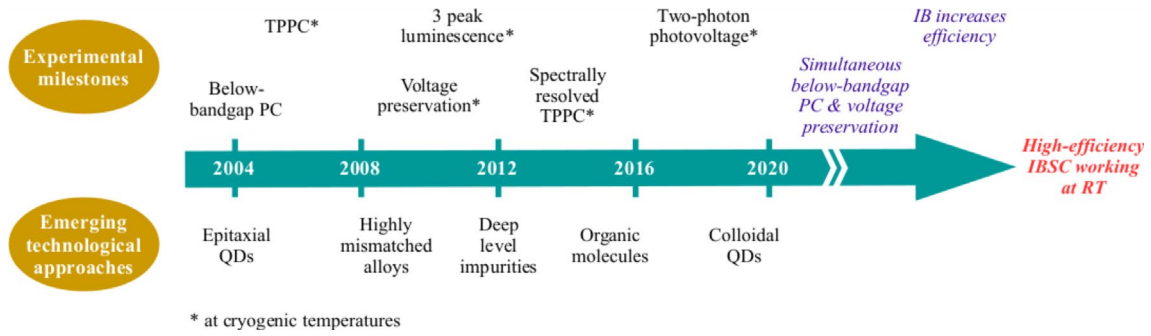 Experimental
milestones
TPPC*
3 peak
luminescence*
Two-photon
photovoltage*
IB increases
efficiency
Below-
bandgap PC
Voltage
preservation*
Spectrally
resolved
TPPC*
Simultaneous
below-bandgap
PC & voltage
preservation
2004
2008
2012
2016
2020
High-efficiency
IBSC working
at RT
Emerging
technological
approaches
Epitaxial
QDs
Highly
mismatched
alloys
Deep
level
impurities
Organic
molecules
Colloidal
QDs
* at cryogenic temperatures